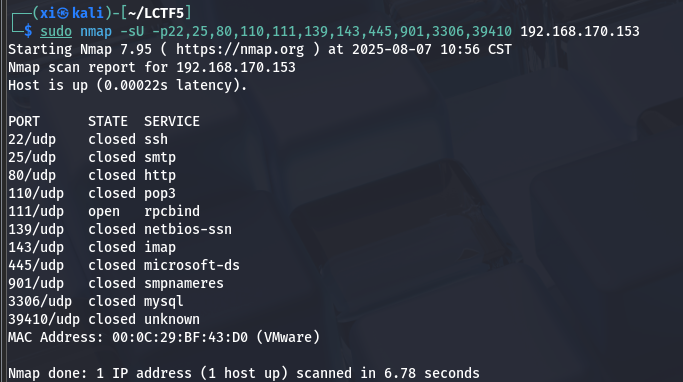 ┌──(xi㉿kali)-[~/LCTF5]
└─$ sudo nmap -sU -p22,25,80,110,111,139,143,445,901,3306,39410 192.168.170.153
Starting Nmap 7.95 ( https://nmap.org ) at 2025-08-07 10:56 CST
Nmap scan report for 192.168.170.153
Host is up (0.00022s latency).

PORT      STATE  SERVICE
22/udp    closed ssh
25/udp    closed smtp
80/udp    closed http
110/udp   closed pop3
111/udp   open   rpcbind
139/udp   closed netbios-ssn
143/udp   closed imap
445/udp   closed microsoft-ds
901/udp   closed smpnameres
3306/udp  closed mysql
39410/udp closed unknown
MAC Address: 00:0C:29:BF:43:D0 (VMware)

Nmap done: 1 IP address (1 host up) scanned in 6.78 seconds